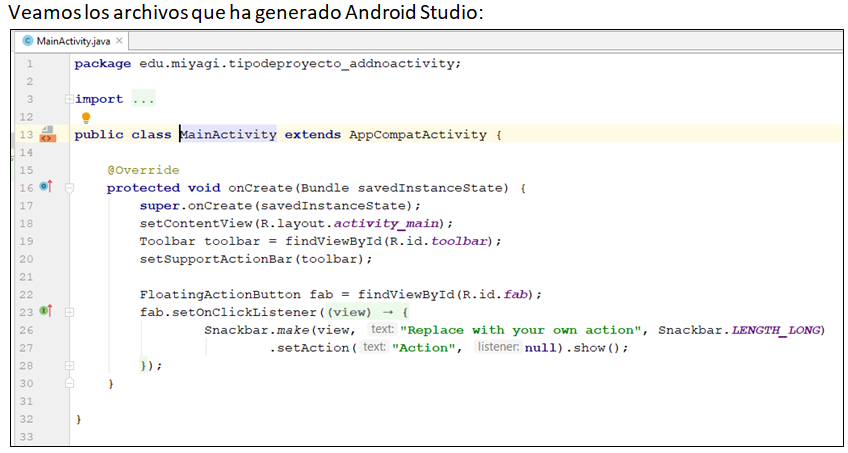 Veamos los archivos que ha generado Android Studio:
MainActivity.java
1 package edu.miyagi.tipodeproyecto_addnoactivity;
2
3 import ...
12
13 public class MainActivity extends AppCompatActivity {
14
15 @Override
16 protected void onCreate(Bundle savedInstanceState) {
17 super.onCreate(savedInstanceState);
18 setContentView(R.layout.activity_main);
19 Toolbar toolbar = findViewById(R.id.toolbar);
20 setSupportActionBar(toolbar);
21
22 FloatingActionButton fab = findViewById(R.id.fab);
23 fab.setOnClickListener((view) → {
26 Snackbar.make(view, text: "Replace with your own action", Snackbar.LENGTH_LONG)
27 .setAction( text: "Action", listener: null).show();
28 });
30 }
31
32 }
33